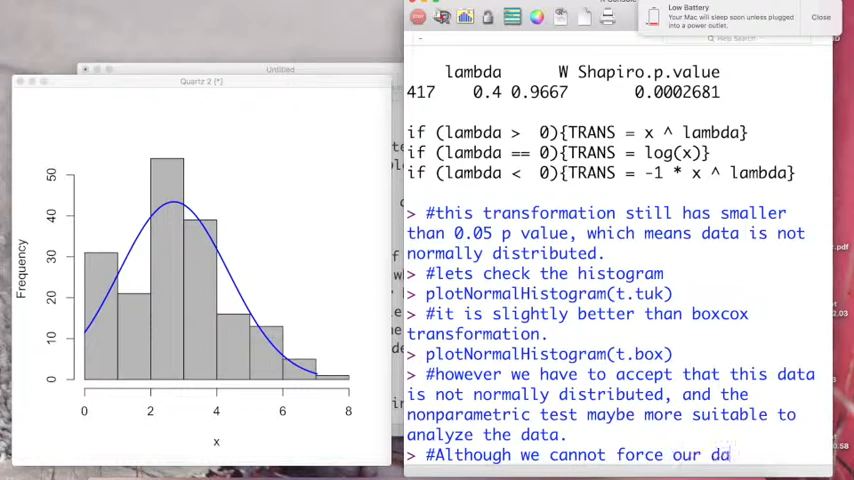 Low Battery
Your Mac will sleep soon unless plugged
into a power outlet.
Close
Help Search
Untitled
Quartz 2 [*]
lambda W Shapiro.p.value
417 0.4 0.9667 0.0002681
if (lambda > 0){TRANS = x ^ lambda}
if (lambda == 0){TRANS = log(x)}
if (lambda < 0){TRANS = -1 * x ^ lambda}
> #this transformation still has smaller
than 0.05 p value, which means data is not
normally distributed.
> #lets check the histogram
> plotNormalHistogram(t.tuk)
> #it is slightly better than boxcox
transformation.
> plotNormalHistogram(t.box)
> #however we have to accept that this data
is not normally distributed, and the
nonparametric test maybe more suitable to
analyze the data.
> #Although we cannot force our da
Frequency
50
40
30
20
10
0
0 2 4 6 8
x